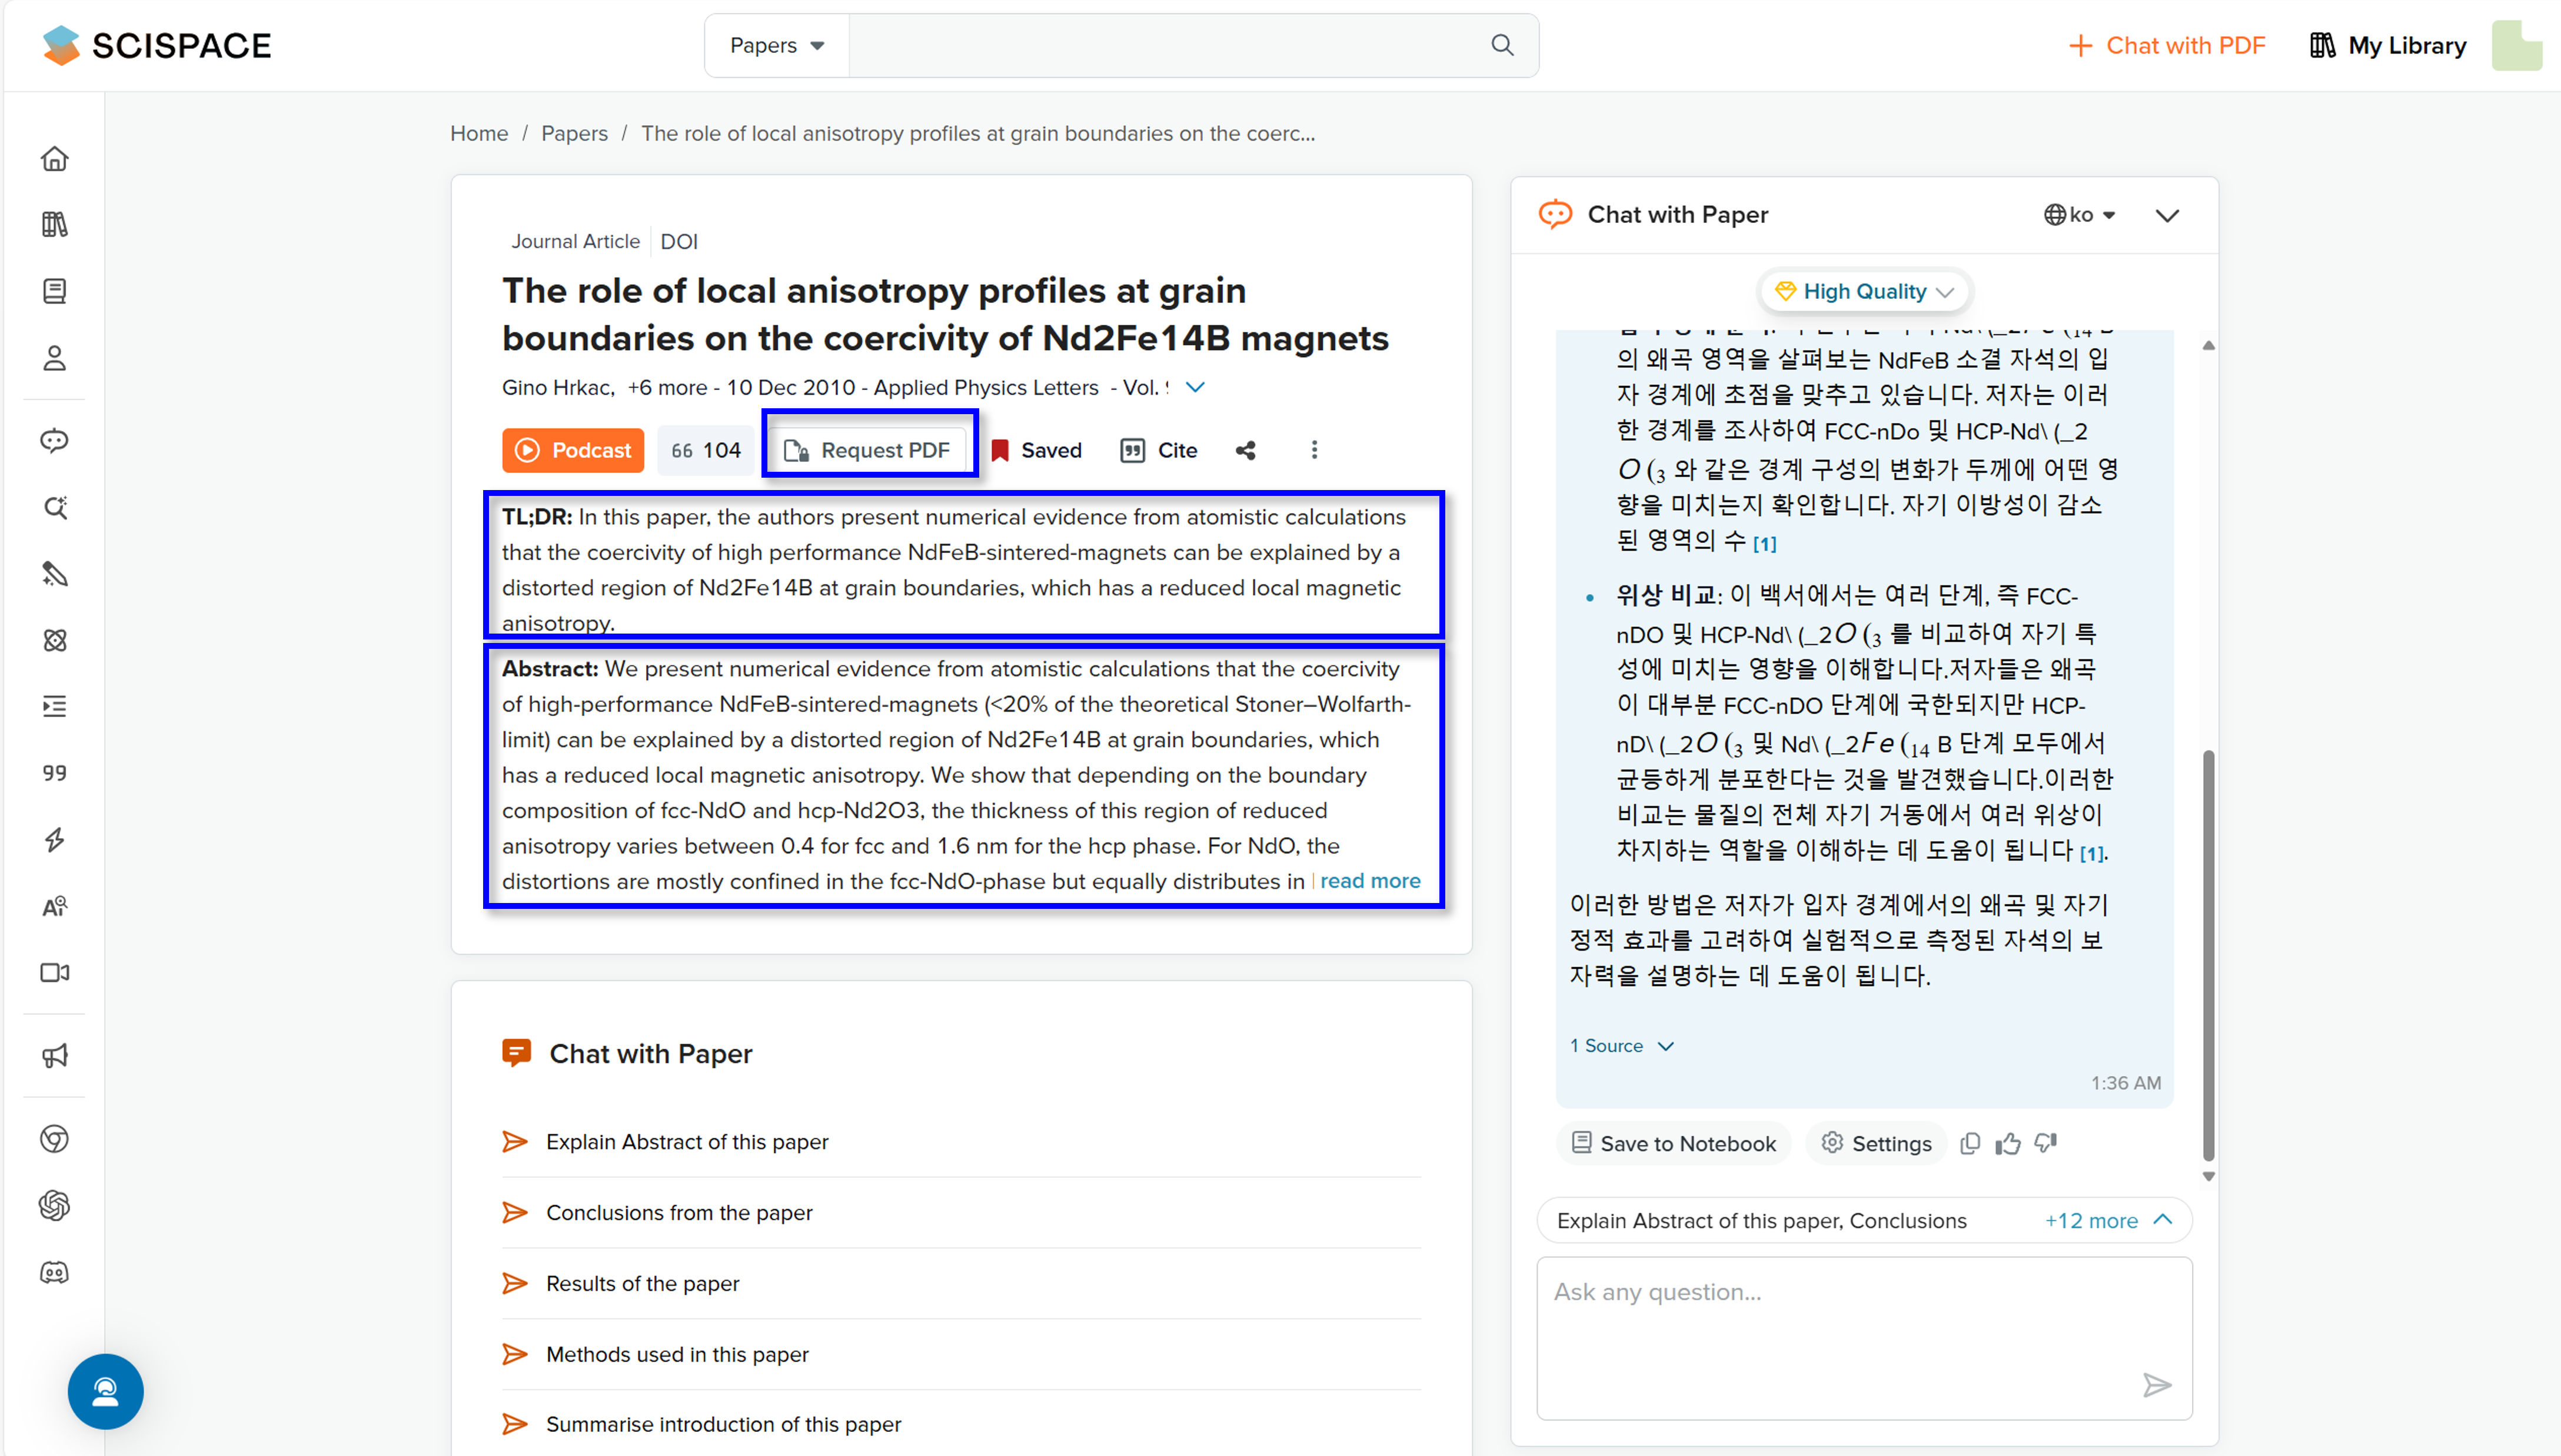 SCISPACE
Papers
Chat with PDF
My Library
Home / Papers / The role of local anisotropy profiles at grain boundaries on the coerc...
Journal Article
DOI
The role of local anisotropy profiles at grain
boundaries on the coercivity of Nd2Fe14B magnets
Gino Hrkac, +6 more - 10 Dec 2010 - Applied Physics Letters - Vol.
Podcast
104
Request PDF
Saved
Cite
TL;DR: In this paper, the authors present numerical evidence from atomistic calculations
that the coercivity of high performance NdFeB-sintered-magnets can be explained by a
distorted region of Nd2Fe14B at grain boundaries, which has a reduced local magnetic
anisotropy.
Abstract: We present numerical evidence from atomistic calculations that the coercivity
of high-performance NdFeB-sintered-magnets (<20% of the theoretical Stoner–Wolfarth-
limit) can be explained by a distorted region of Nd2Fe14B at grain boundaries, which
has a reduced local magnetic anisotropy. We show that depending on the boundary
composition of fcc-NdO and hcp-Nd2O3, the thickness of this region of reduced
anisotropy varies between 0.4 for fcc and 1.6 nm for the hcp phase. For NdO, the
distortions are mostly confined in the fcc-NdO-phase but equally distributes in
read more
Chat with Paper
Explain Abstract of this paper
Conclusions from the paper
Results of the paper
Methods used in this paper
Summarise introduction of this paper
Chat with Paper
ko
High Quality
의 왜곡 영역을 살펴보는 NdFeB 소결 자석의 입
자 경계에 초점을 맞추고 있습니다. 저자는 이러
한 경계를 조사하여 FCC-nDo 및 HCP-Nd\ (_2
O (3 와 같은 경계 구성의 변화가 두께에 어떤 영
향을 미치는지 확인합니다. 자기 이방성이 감소
된 영역의 수 [1]
• 위상 비교: 이 백서에서는 여러 단계, 즉 FCC-
nDO 및 HCP-Nd\ (_2O (3 를 비교하여 자기 특
성에 미치는 영향을 이해합니다.저자들은 왜곡
이 대부분 FCC-nDO 단계에 국한되지만 HCP-
nD\ (_2O (3 및 Nd\ (_2Fe (14 B 단계 모두에서
균등하게 분포한다는 것을 발견했습니다.이러한
비교는 물질의 전체 자기 거동에서 여러 위상이
차지하는 역할을 이해하는 데 도움이 됩니다 [1].
이러한 방법은 저자가 입자 경계에서의 왜곡 및 자기
정적 효과를 고려하여 실험적으로 측정된 자석의 보
자력을 설명하는 데 도움이 됩니다.
1 Source
1:36 AM
Save to Notebook
Settings
Explain Abstract of this paper, Conclusions
+12 more
Ask any question...